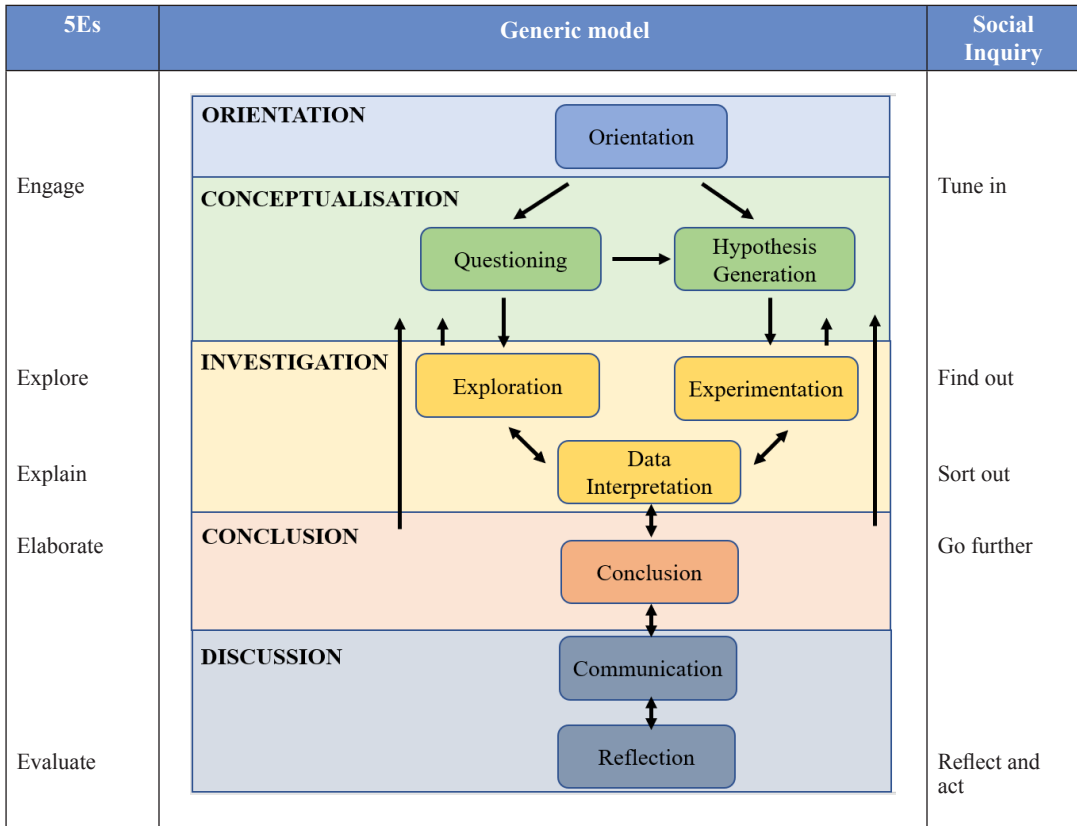 5Es
Generic model
Social
Inquiry
ORIENTATION
Orientation
Engage
CONCEPTUALISATION
Tune in
Questioning
Hypothesis
Generation
INVESTIGATION
Explore
Exploration
Experimentation
Find out
Explain
Data
Interpretation
Sort out
CONCLUSION
Elaborate
Conclusion
Go further
DISCUSSION
Communication
Evaluate
Reflection
Reflect and
act